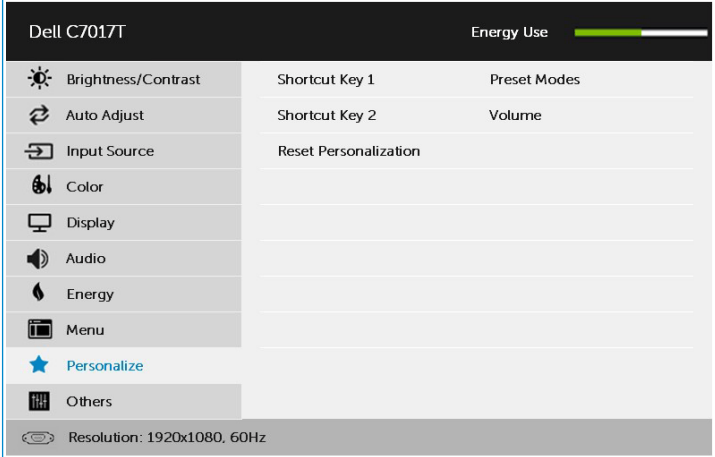 Dell C7017T Energy Use
Brightness/Contrast Shortcut Key 1 Preset Modes
Auto Adjust Shortcut Key 2 Volume
Input Source Reset Personalization
Color
Display
Audio
Energy
Menu
Personalize
Others
Resolution: 1920x1080, 60Hz